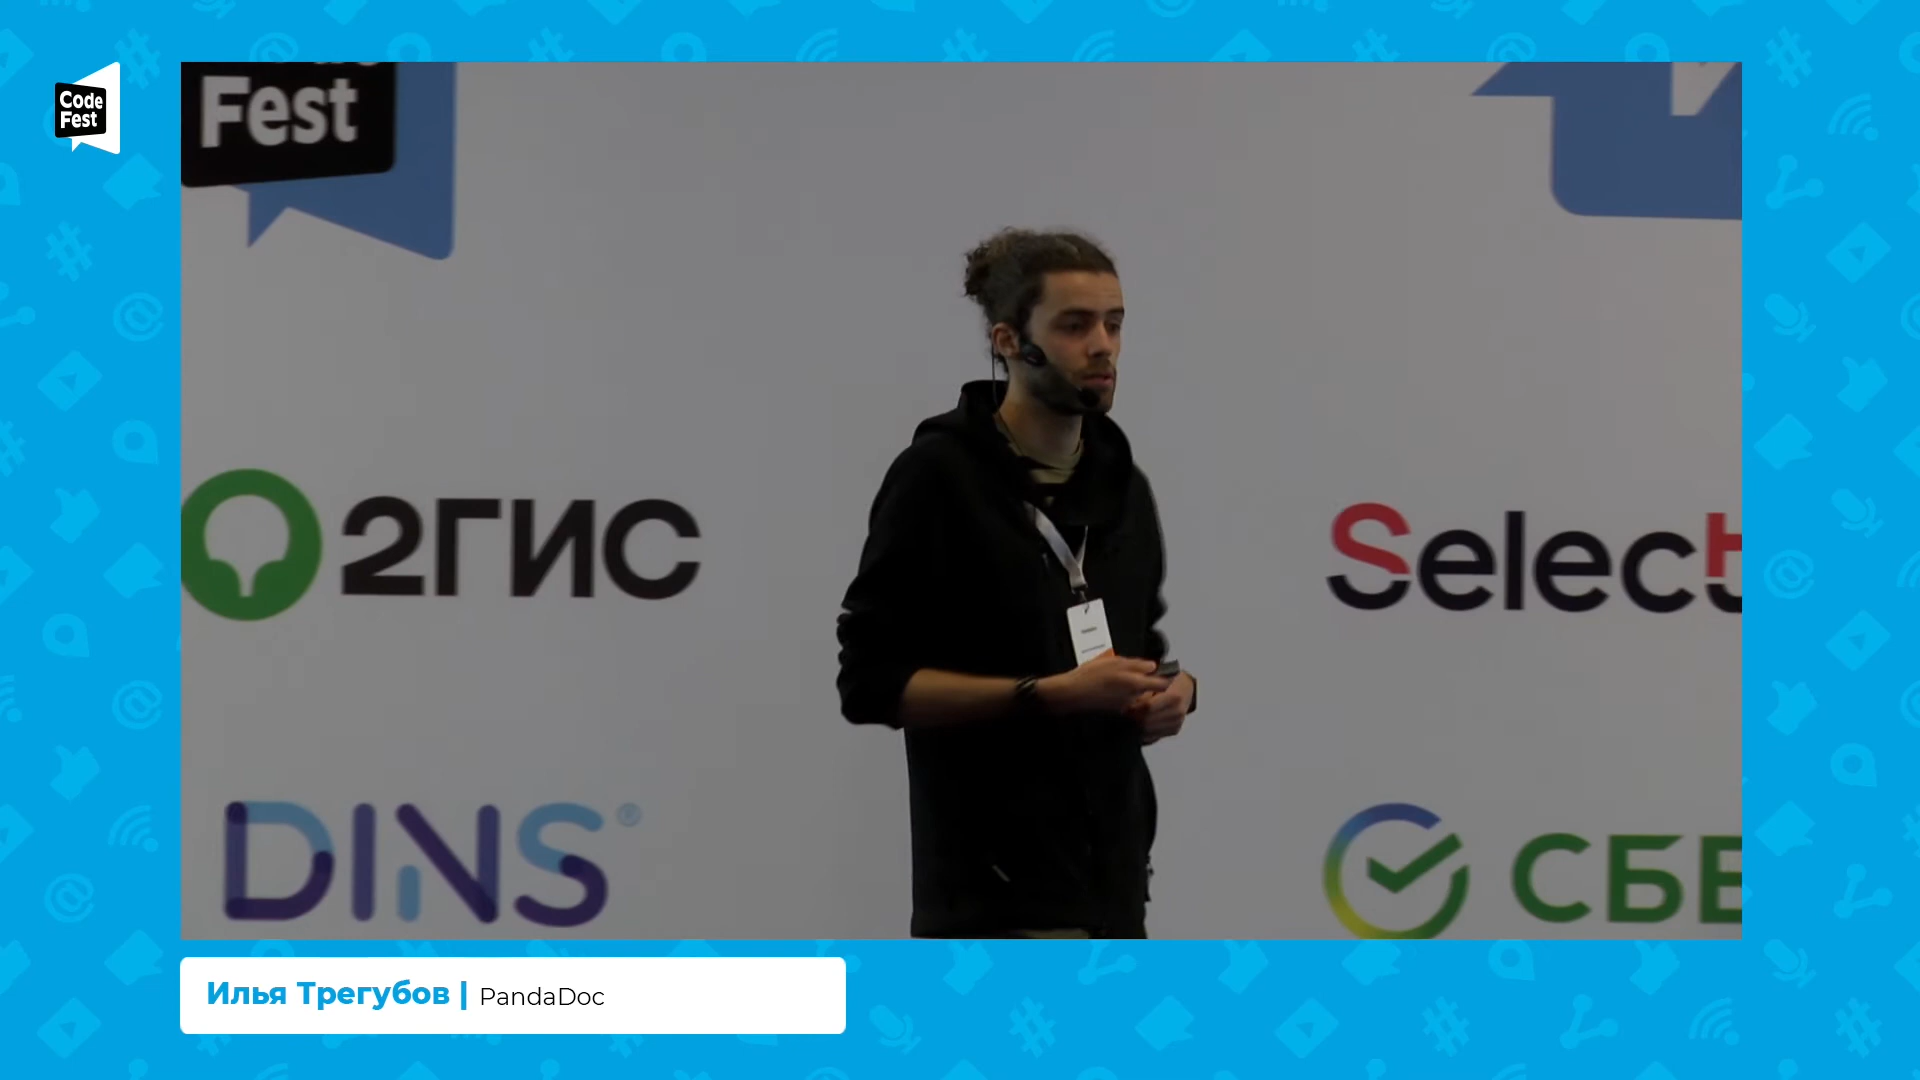 Code
Fest
Fest
2ГИС
Select
DINS®
СБЕ
Илья Трегубов | PandaDoc